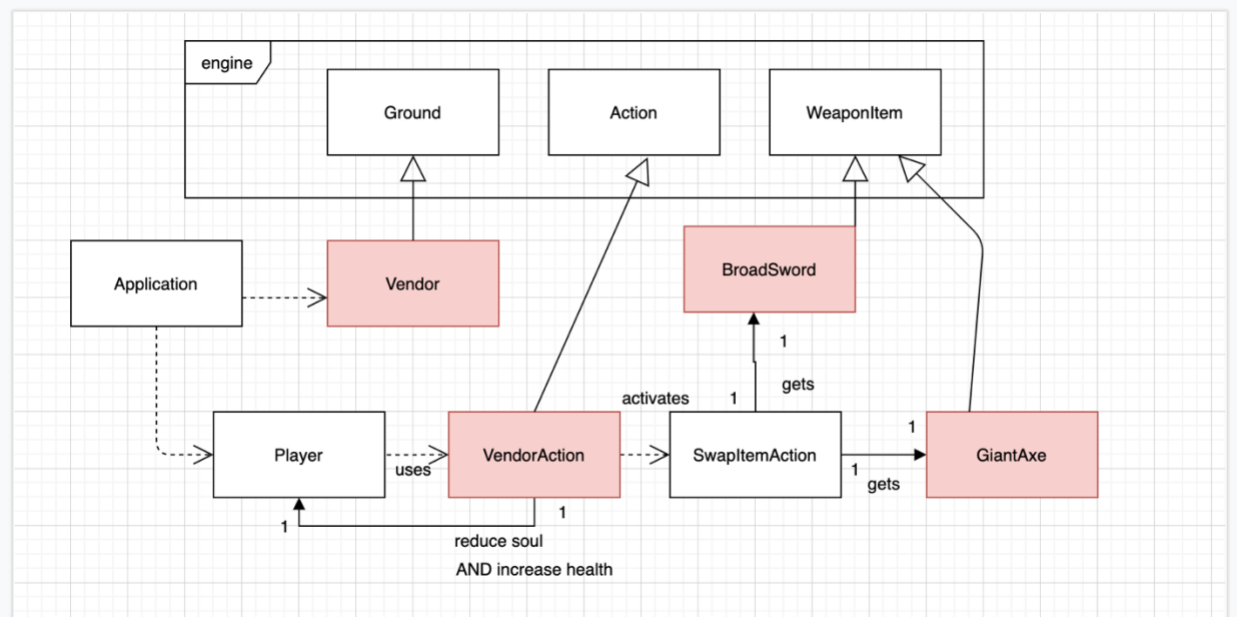 engine
Ground
Action
WeaponItem
Application
Vendor
BroadSword
1
gets
activates
1
Player
uses
VendorAction
SwapItemAction
1
gets
1
GiantAxe
1
1
reduce soul
AND increase health